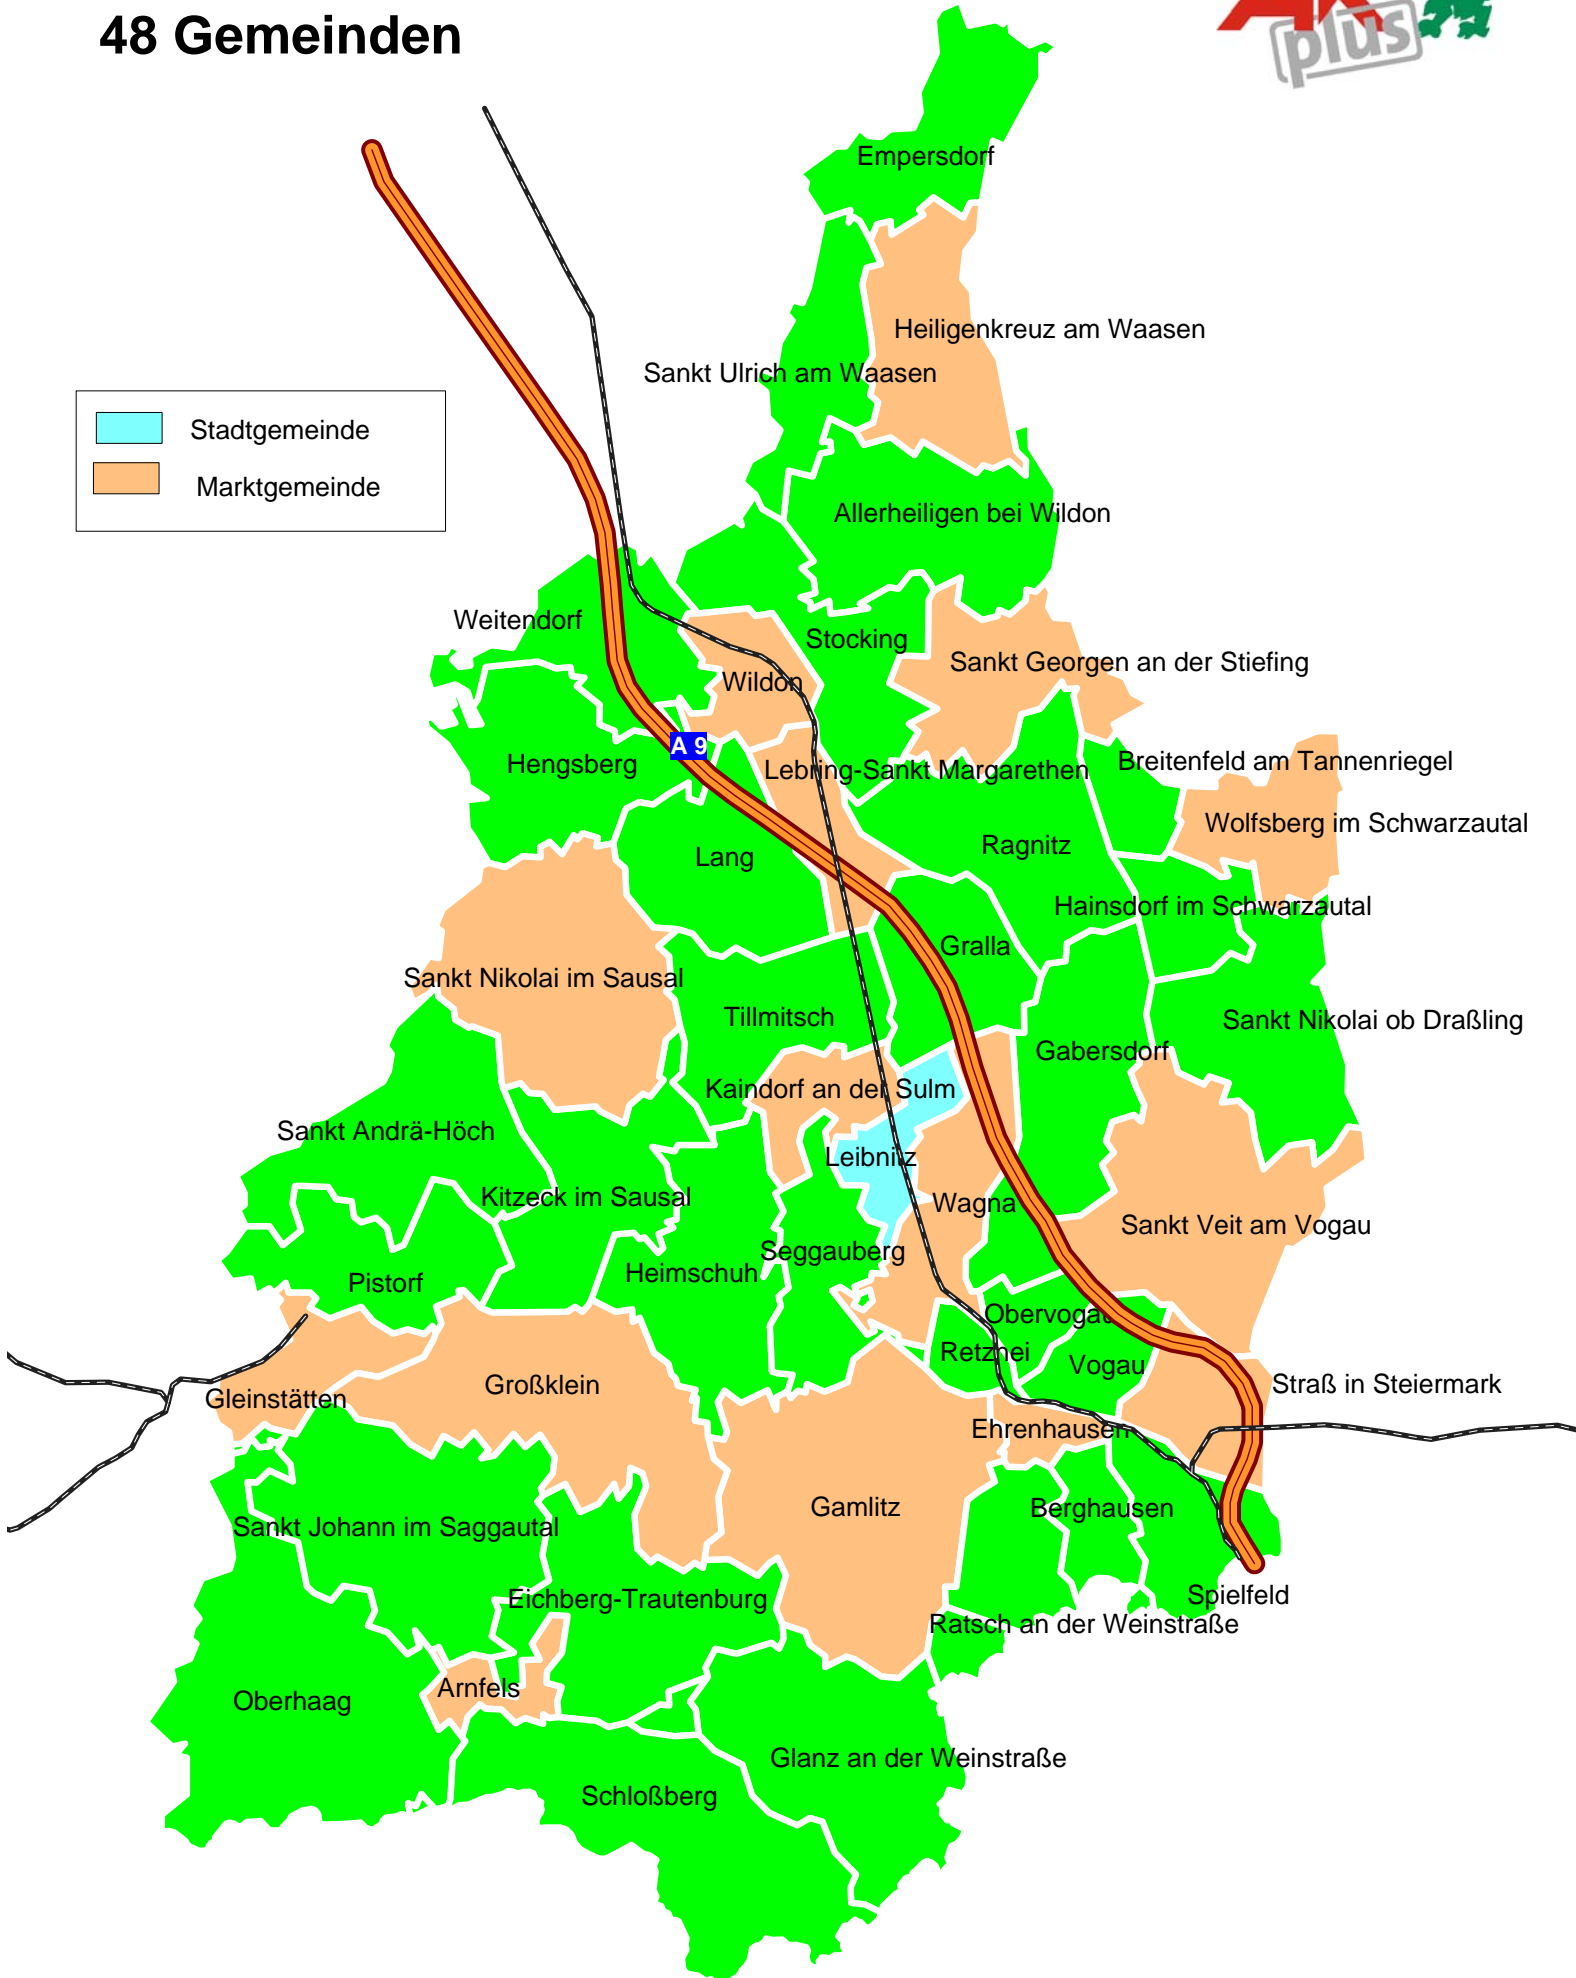 48 Gemeinden
plus
Empersdorf
Heiligenkreuz am Waasen
Sankt Ulrich am Waasen
Stadtgemeinde
Marktgemeinde
Allerheiligen bei Wildon
Weitendorf
Stocking
Sankt Georgen an der Stiefing
Wildon
A 9
Hengsberg
Lebring-Sankt Margarethen
Breitenfeld am Tannenriegel
Wolfsberg im Schwarzautal
Ragnitz
Lang
Hainsdorf im Schwarzautal
Gralla
Sankt Nikolai im Sausal
Tillmitsch
Sankt Nikolai ob Draßling
Gabersdorf
Kaindorf an der Sulm
Sankt Andrä-Höch
Leibnitz
Kitzeck im Sausal
Wagna
Sankt Veit am Vogau
Seggauberg
Heimschuh
Pistorf
Obervogau
Retznei
Vogau
Großklein
Straß in Steiermark
Gleinstätten
Ehrenhausen
Gamlitz
Berghausen
Sankt Johann im Saggautal
Eichberg-Trautenburg
Spielfeld
Ratsch an der Weinstraße
Arnfels
Oberhaag
Glanz an der Weinstraße
Schloßberg